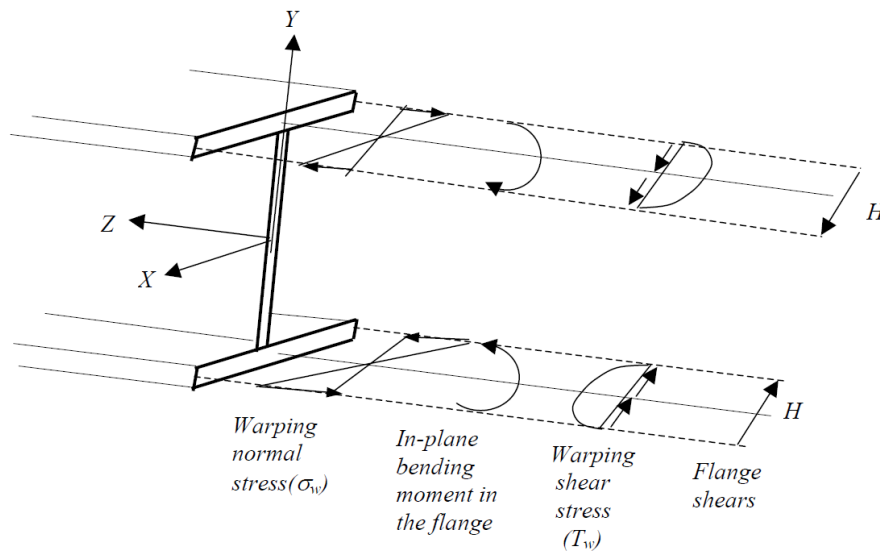 Y
Z
X
H
H
Warping
normal
stress(σw)
In-plane
bending
moment in
the flange
Warping
shear
stress
(Tw)
Flange
shears